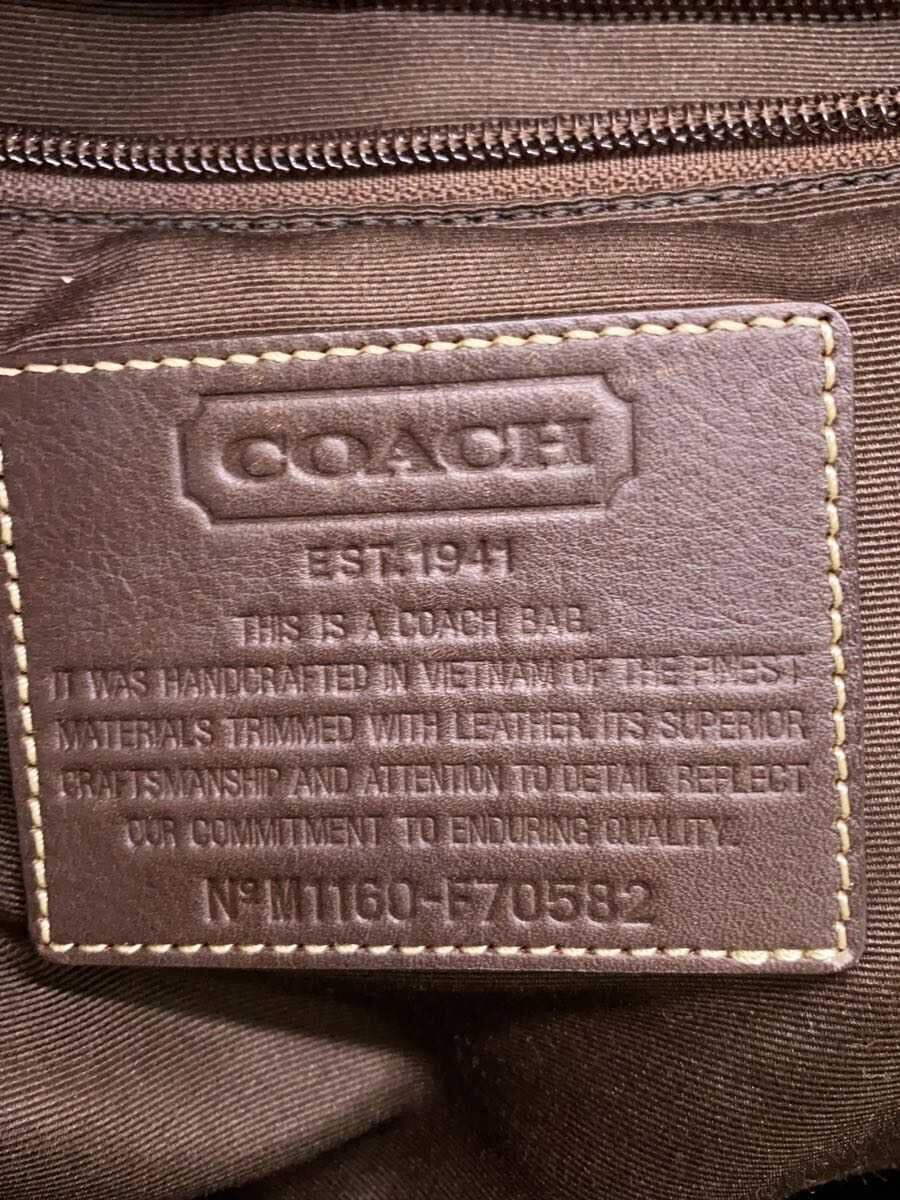 COACH
EST. 1941
THIS IS A COACH BAG.
IT WAS HANDCRAFTED IN VIETNAM OF THE FINEST
MATERIALS TRIMMED WITH LEATHER. ITS SUPERIOR
CRAFTSMANSHIP AND ATTENTION TO DETAIL REFLECT
OUR COMMITMENT TO ENDURING QUALITY.
Nº M1160-F70582